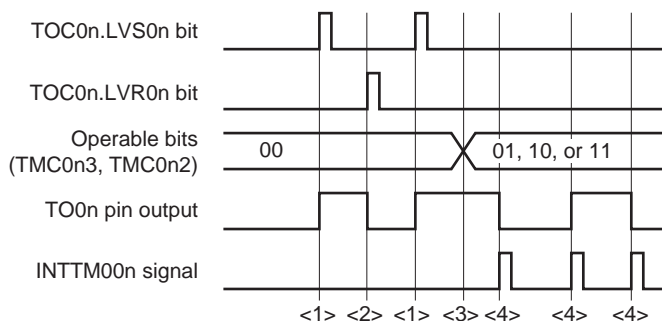 TOC0n.LVS0n bit
TOC0n.LVR0n bit
Operable bits
(TMC0n3, TMC0n2)
00
01, 10, or 11
TO0n pin output
INTTM00n signal
<1> <2> <1> <3> <4> <4> <4>